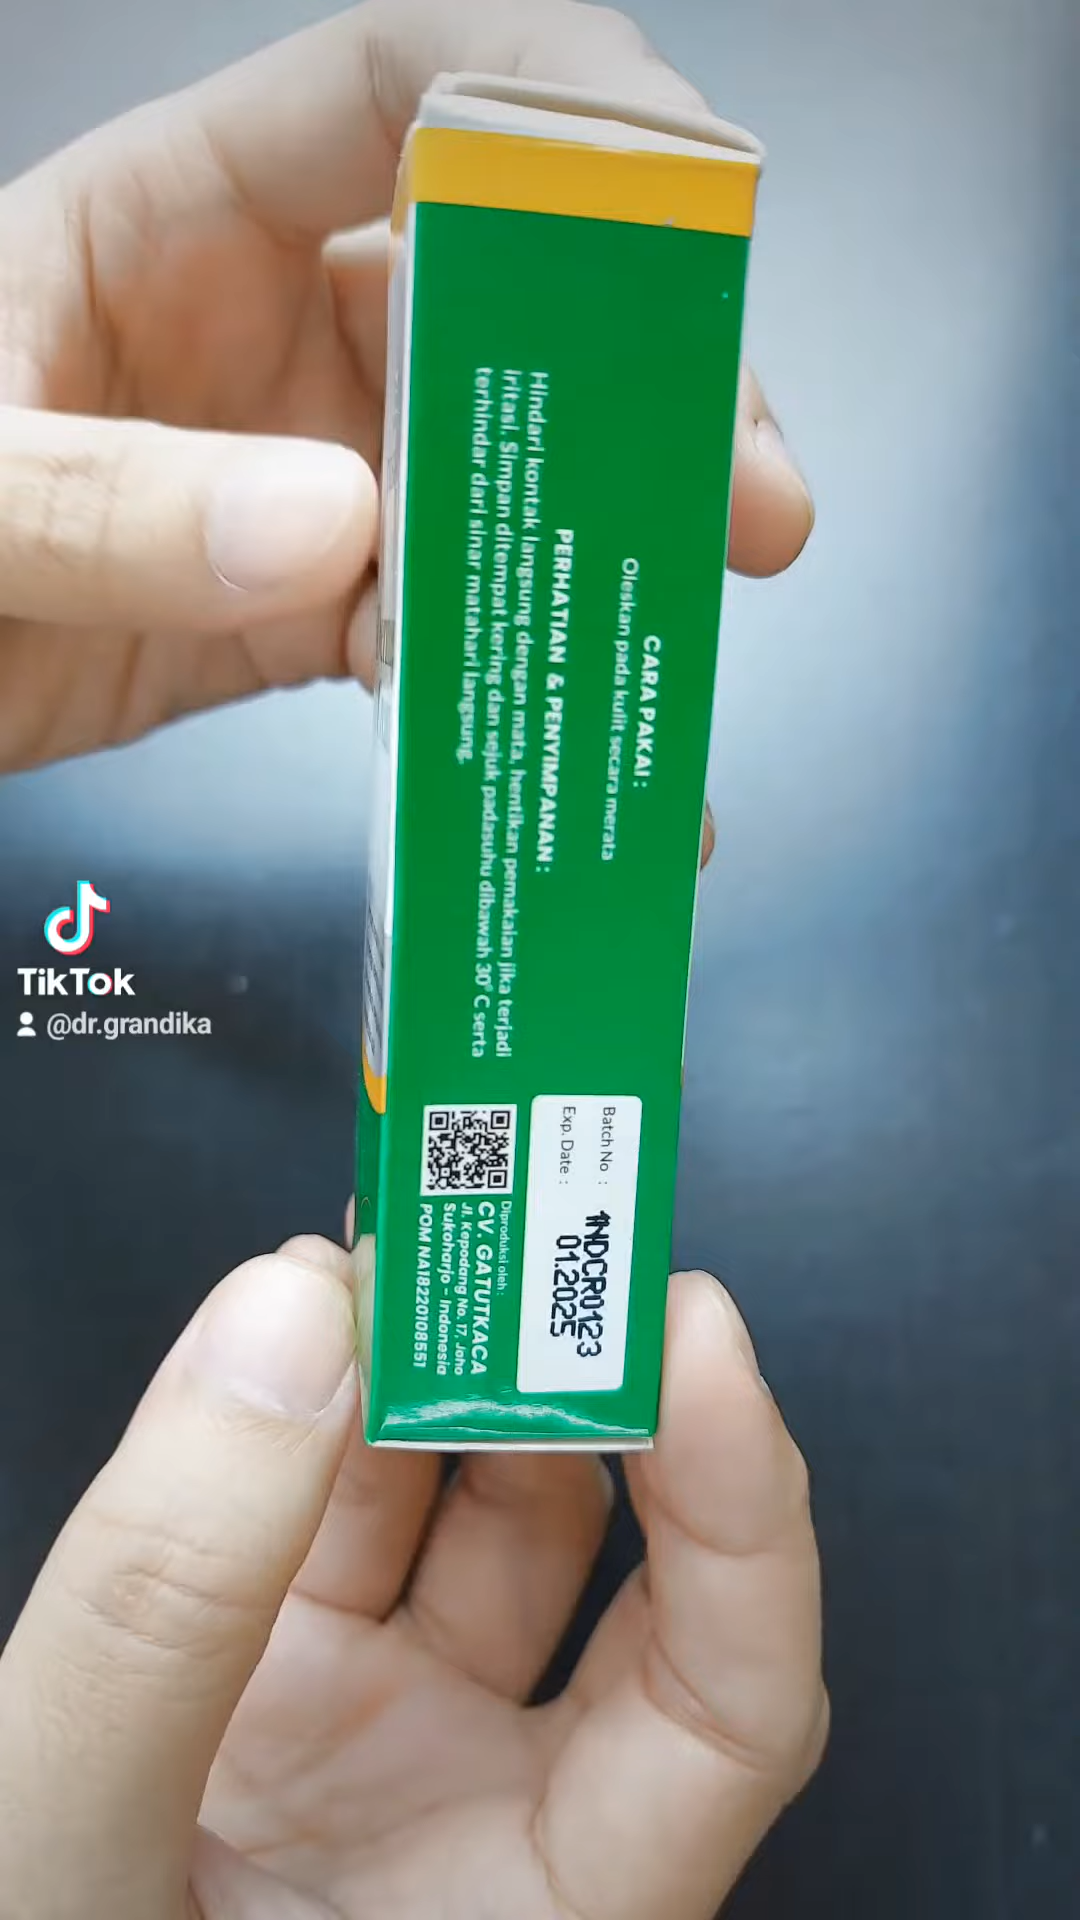 CARA PAKAI :
Oleskan pada kulit secara merata
PERHATIAN & PENYIMPANAN :
Hindari kontak langsung dengan mata, hentikan pemakaian jika terjadi
iritasi. Simpan ditempat kering dan sejuk padasuhu dibawah 30° C serta
terhindar dari sinar matahari langsung.
Batch No : 1NDCR0123
Exp. Date : 01.2025
Diproduksi oleh :
CV. GATUTKACA
Jl. Kepodang No. 17, Joho
Sukoharjo - Indonesia
POM NA18220108551
TikTok
@dr.grandika